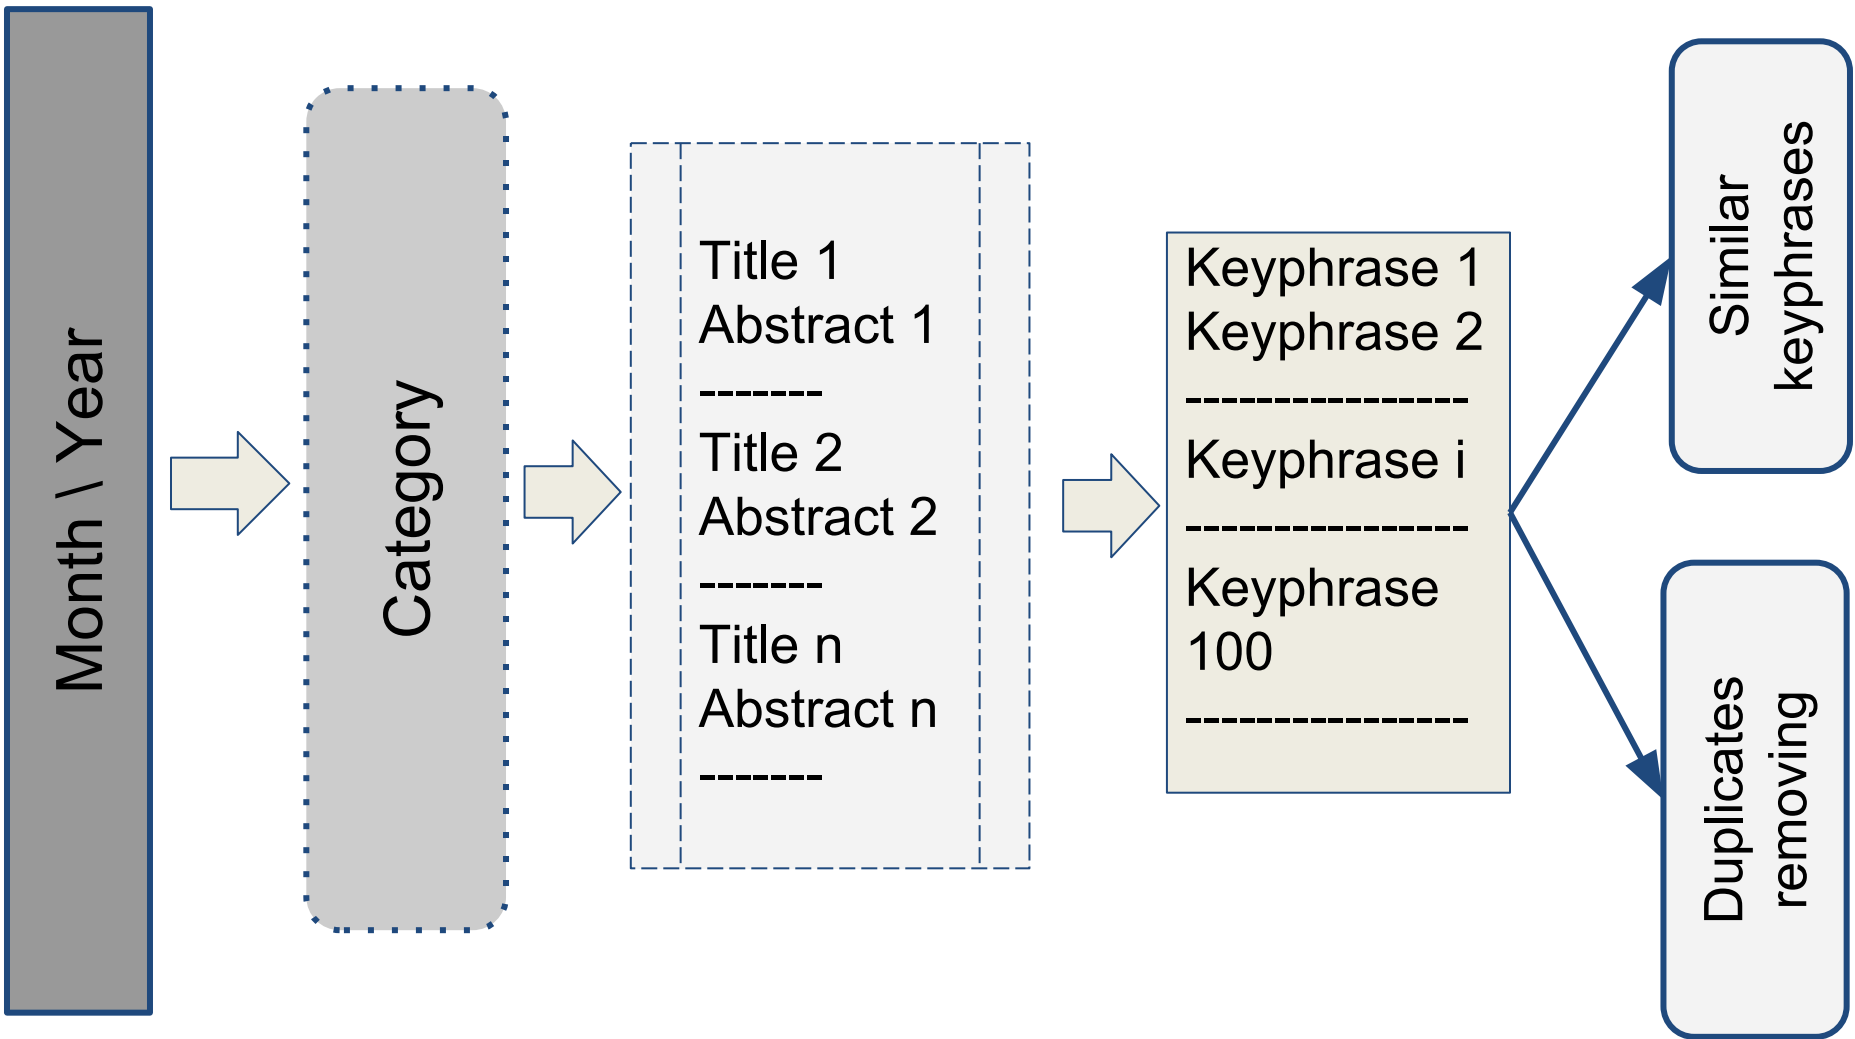 Month \ Year
Category
Title 1
Abstract 1
-------
Title 2
Abstract 2
-------
Title n
Abstract n
-------
Keyphrase 1
Keyphrase 2
----------------
Keyphrase i
----------------
Keyphrase
100
----------------
Similar
keyphrases
Duplicates
removing